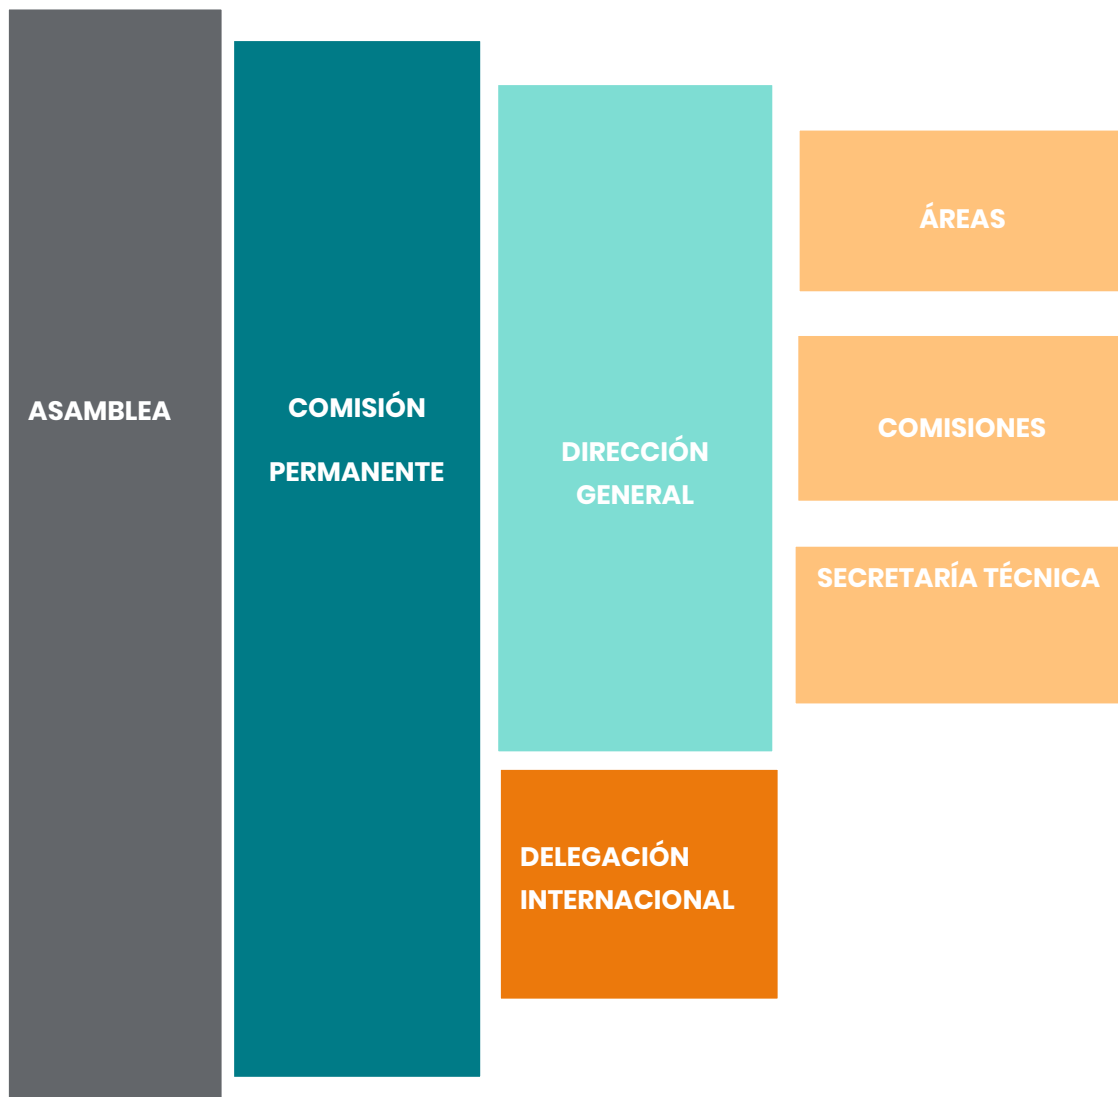 ASAMBLEA
COMISIÓN
PERMANENTE
DIRECCIÓN
GENERAL
DELEGACIÓN
INTERNACIONAL
ÁREAS
COMISIONES
SECRETARÍA TÉCNICA